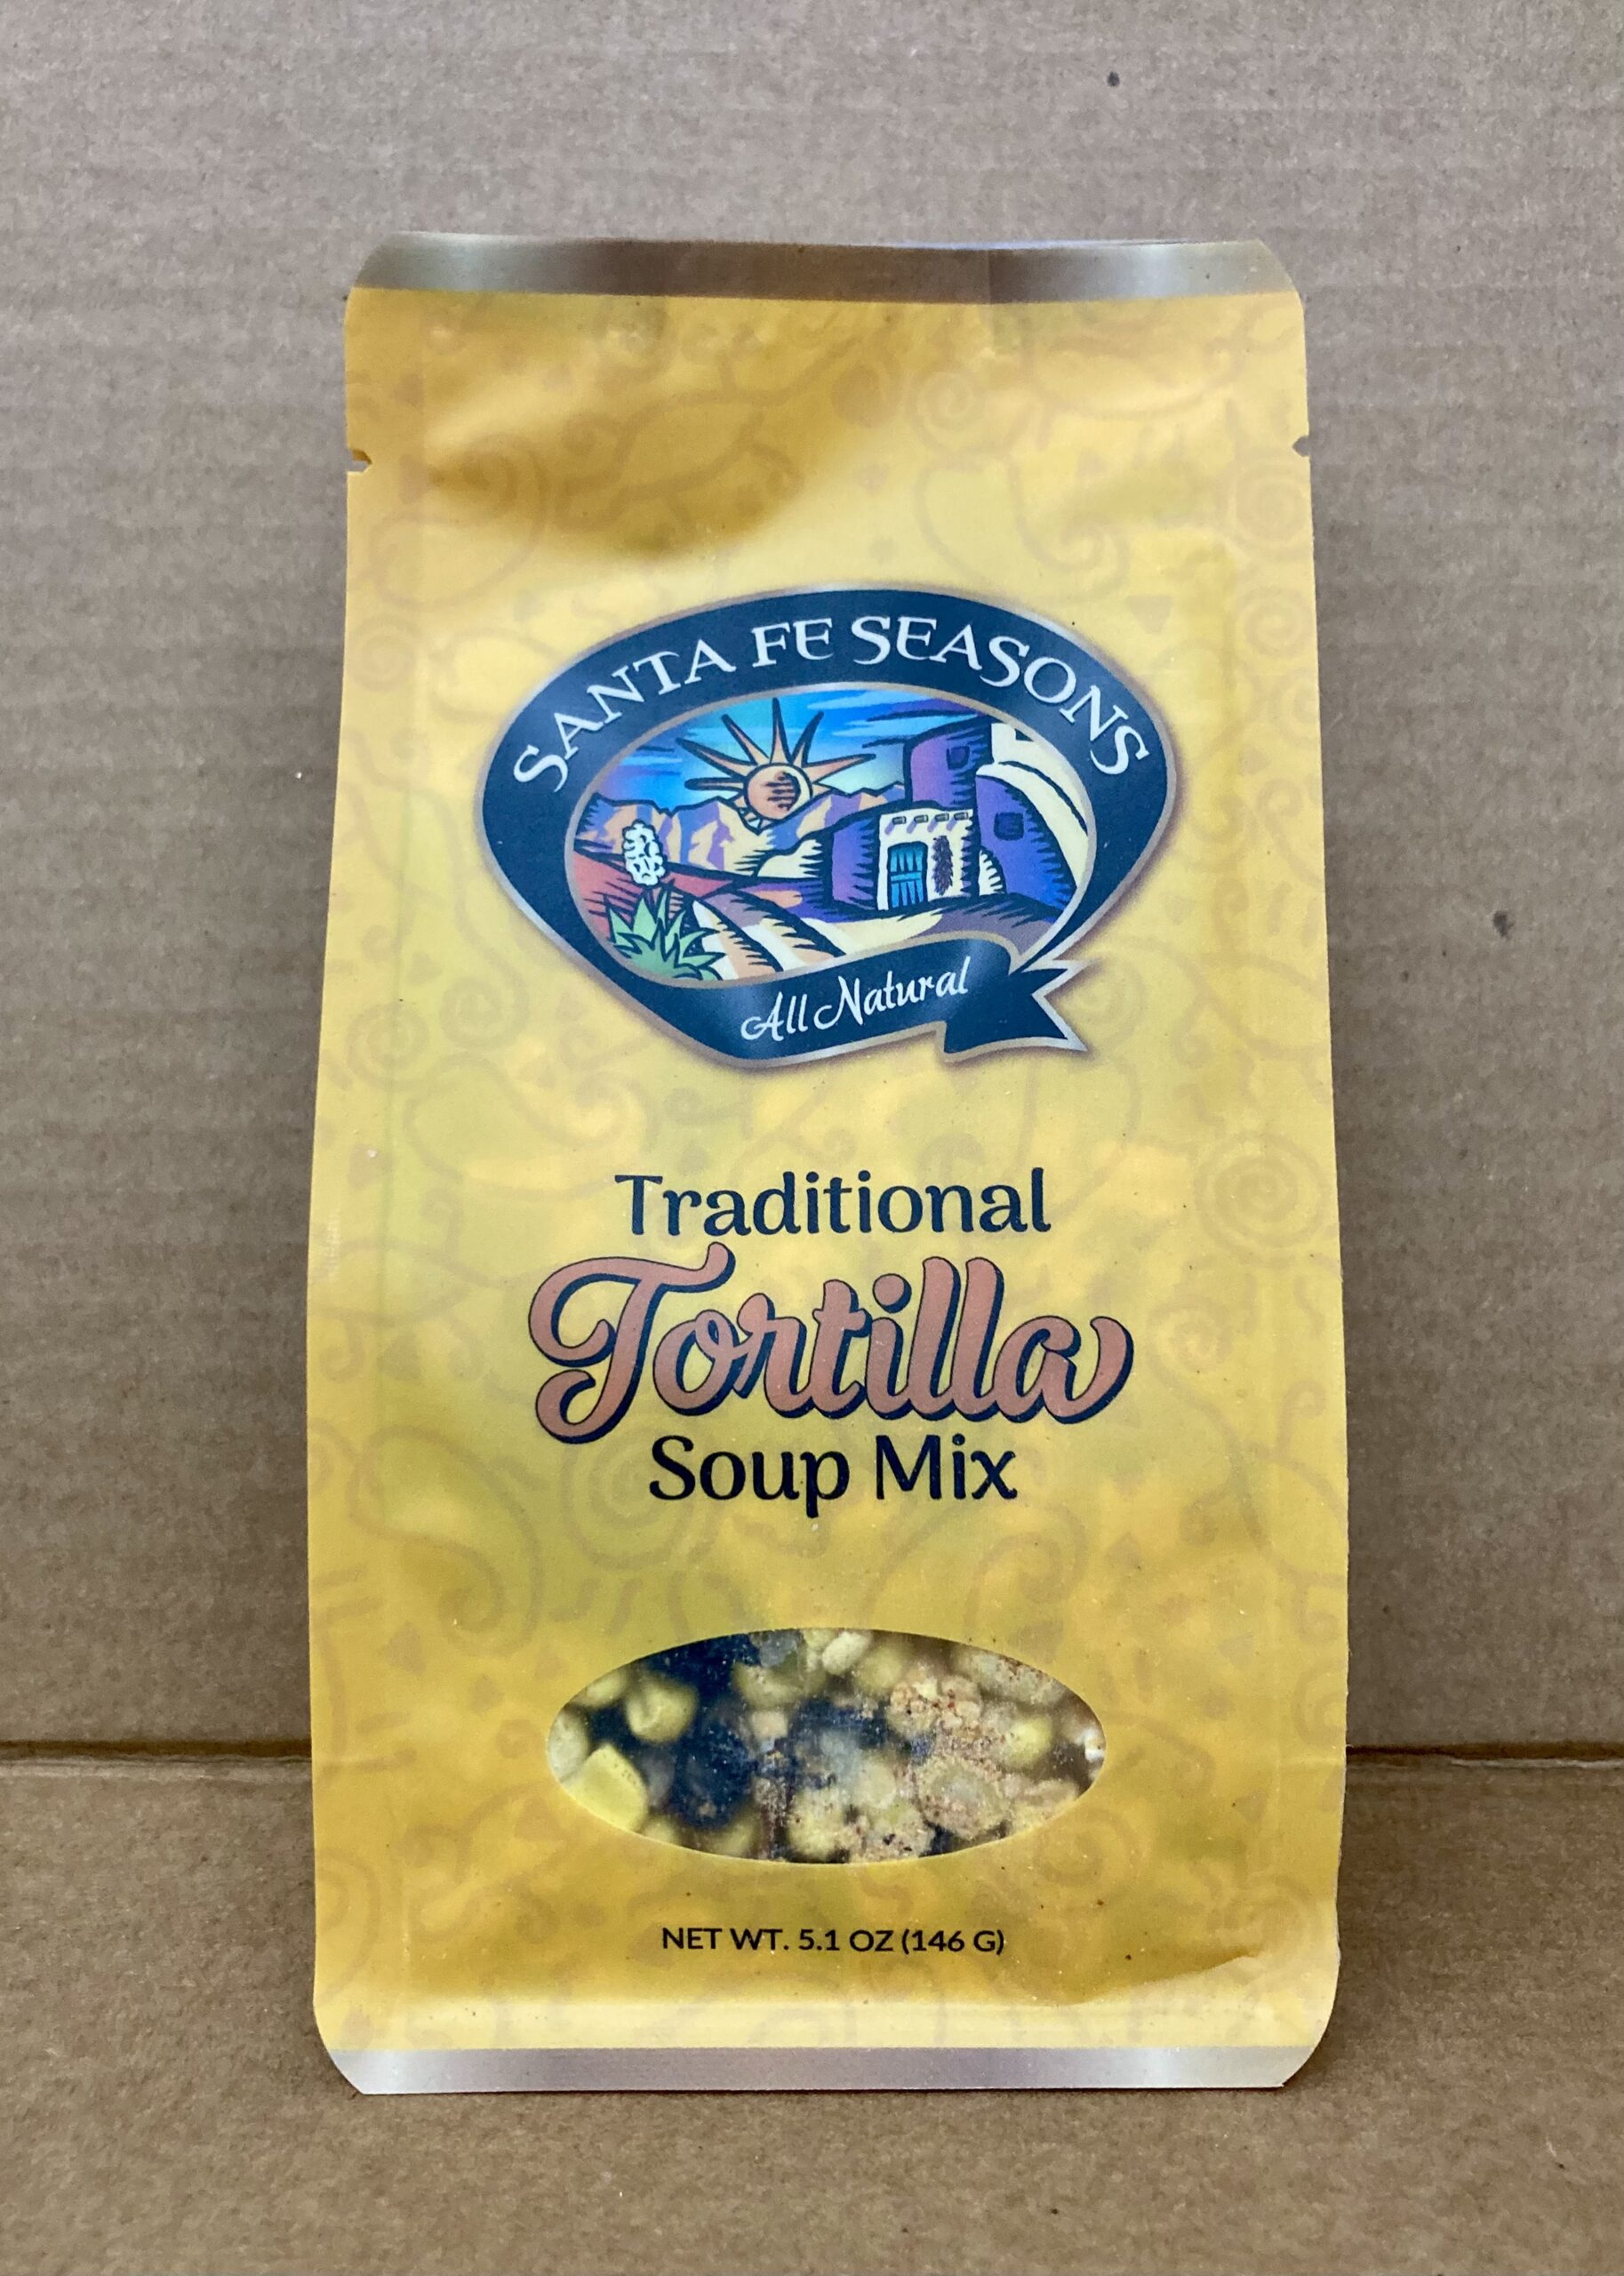 SANTA FE SEASONS
All Natural
Traditional
Tortilla
Soup Mix
NET WT. 5.1 OZ (146 G)